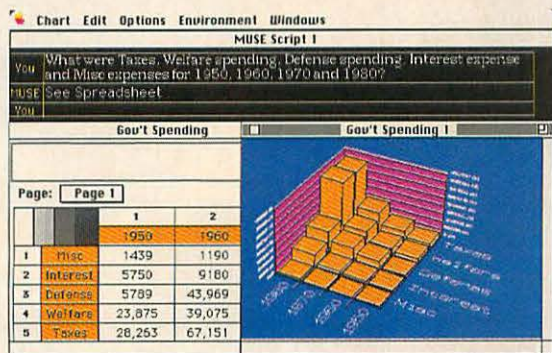 Chart Edit Options Environment Windows
MUSE Script 1
You What were Taxes, Welfare spending, Defense spending, Interest expense
and Misc expenses for 1950, 1960, 1970 and 1980?
MUSE See Spreadsheet
You
Gov't Spending
Gov't Spending 1
Page: Page 1
1 2
1950 1960
1 Misc 1439 1190
2 Interest 5750 9180
3 Defense 5789 43,969
4 Welfare 23,875 39,075
5 Taxes 28,253 67,151
Taxes
Welfare
Defense
Interest
Misc
1970